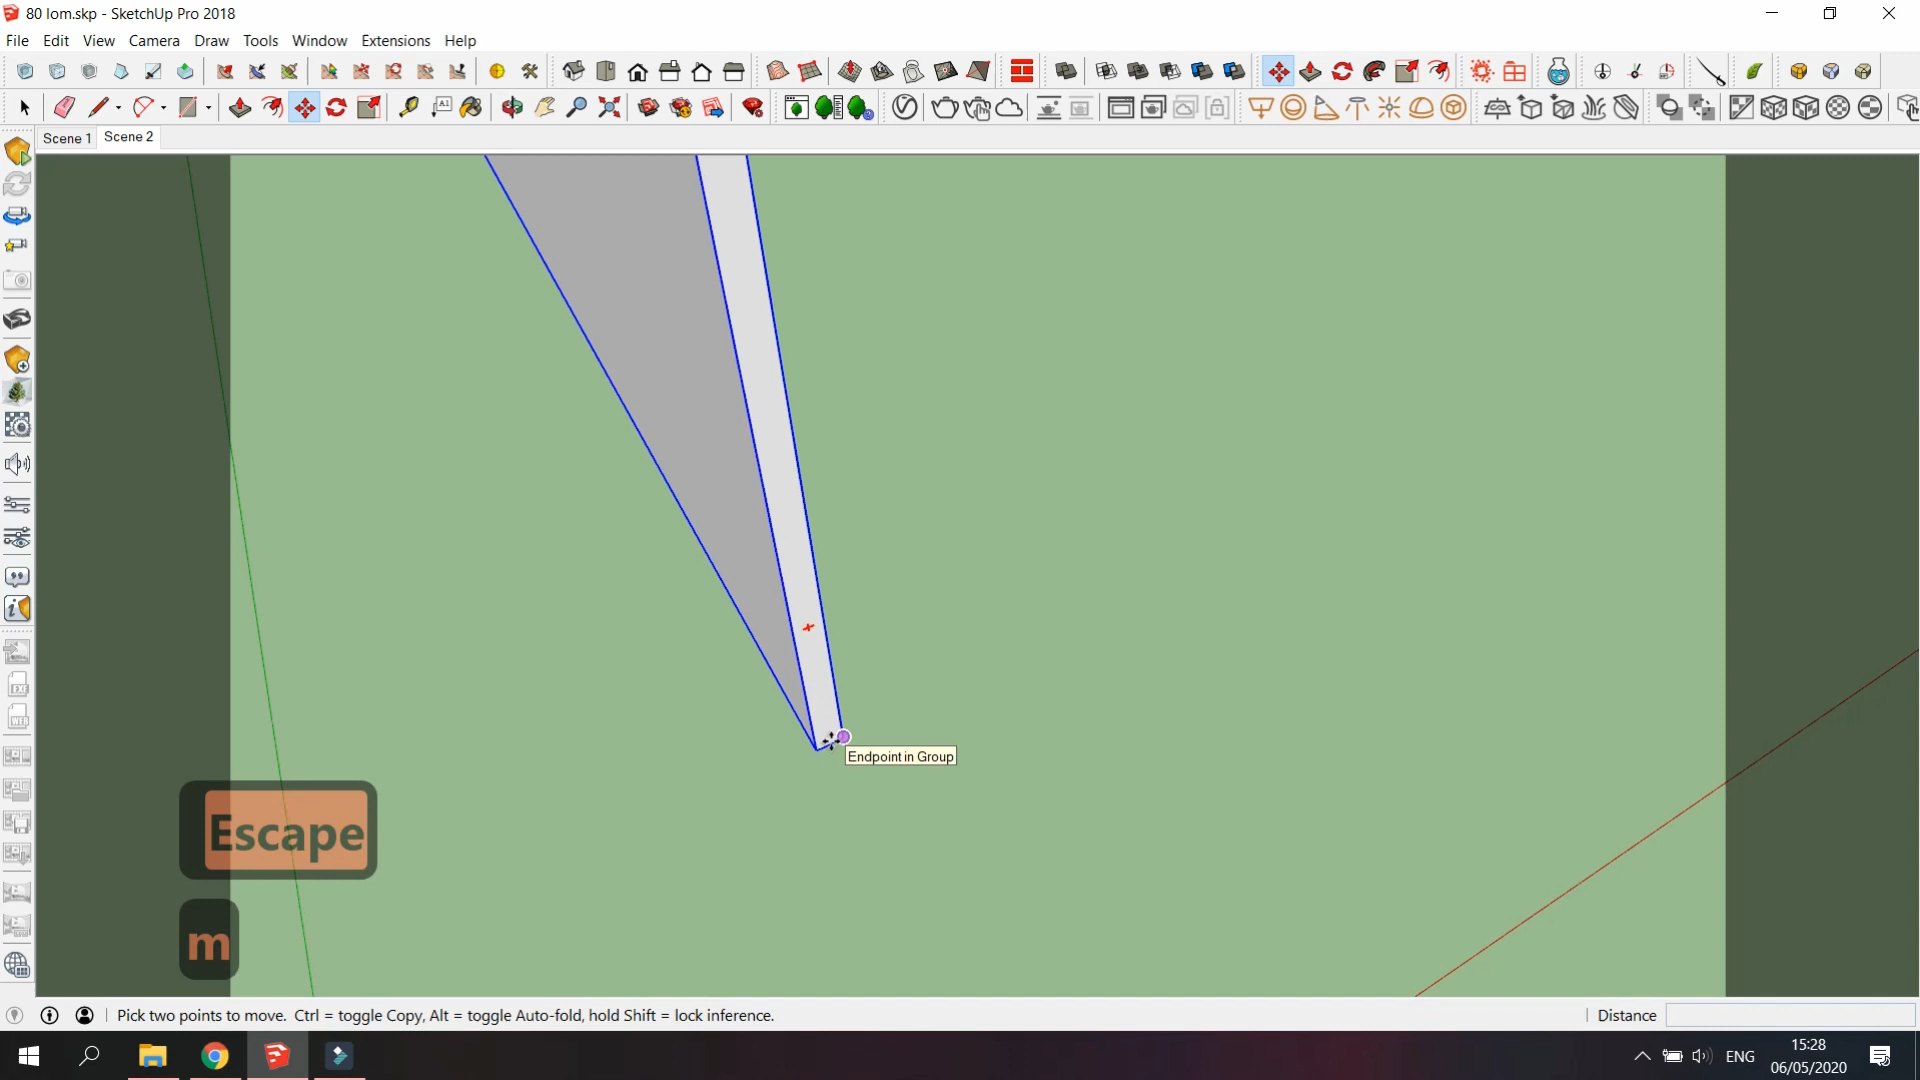 80 lom.skp - SketchUp Pro 2018
File Edit View Camera Draw Tools Window Extensions Help
A1
Scene 1 Scene 2
Endpoint in Group
Escape
m
Pick two points to move. Ctrl = toggle Copy, Alt = toggle Auto-fold, hold Shift = lock inference.
Distance
ENG
15:28
06/05/2020